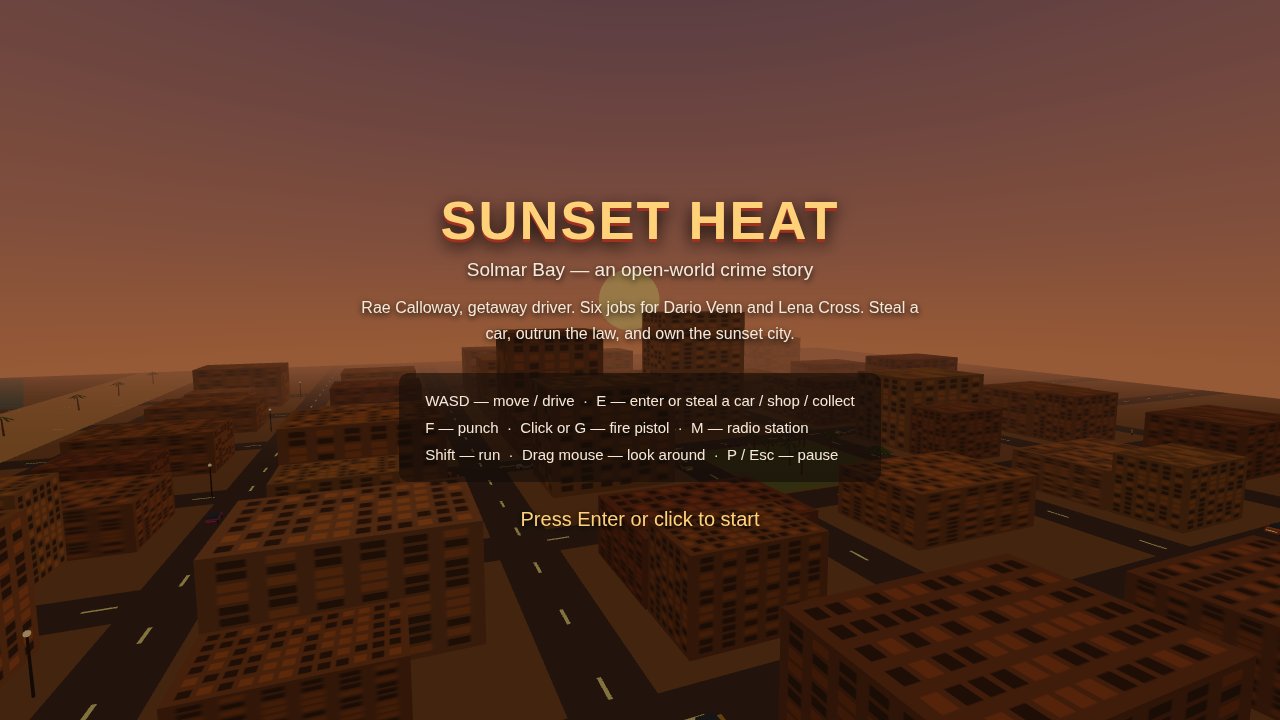 SUNSET HEAT
Solmar Bay — an open-world crime story
Rae Calloway, getaway driver. Six jobs for Dario Venn and Lena Cross. Steal a
car, outrun the law, and own the sunset city.
WASD — move / drive · E — enter or steal a car / shop / collect
F — punch · Click or G — fire pistol · M — radio station
Shift — run · Drag mouse — look around · P / Esc — pause
Press Enter or click to start